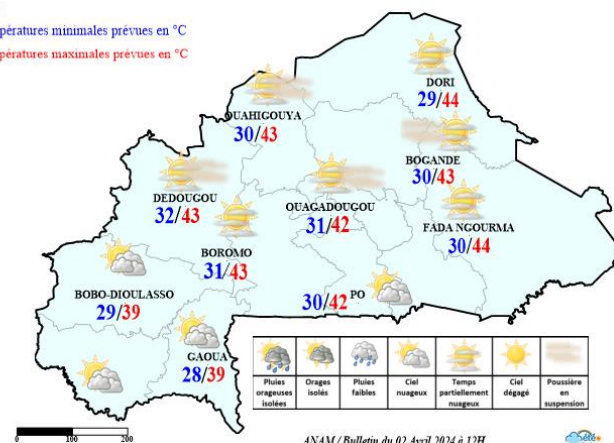 pératures minimales prévues en °C
pératures maximales prévues en °C
DORI
29/44
OUAHIGOUYA
30/43
BOGANDE
30/43
DEDOUGOU
32/43
OUAGADOUGOU
31/42
FADA NGOURMA
30/44
BOROMO
31/43
BOBO-DIOULASSO
29/39
30/42 PO
GAOUA
28/39
Pluies orageuses isolées
Orages isolés
Pluies faibles
Ciel nuageux
Temps partiellement nuageux
Ciel dégagé
Poussière en suspension
0 100 200
ANAM / Bulletin du 02 Avril 2024 à 12H